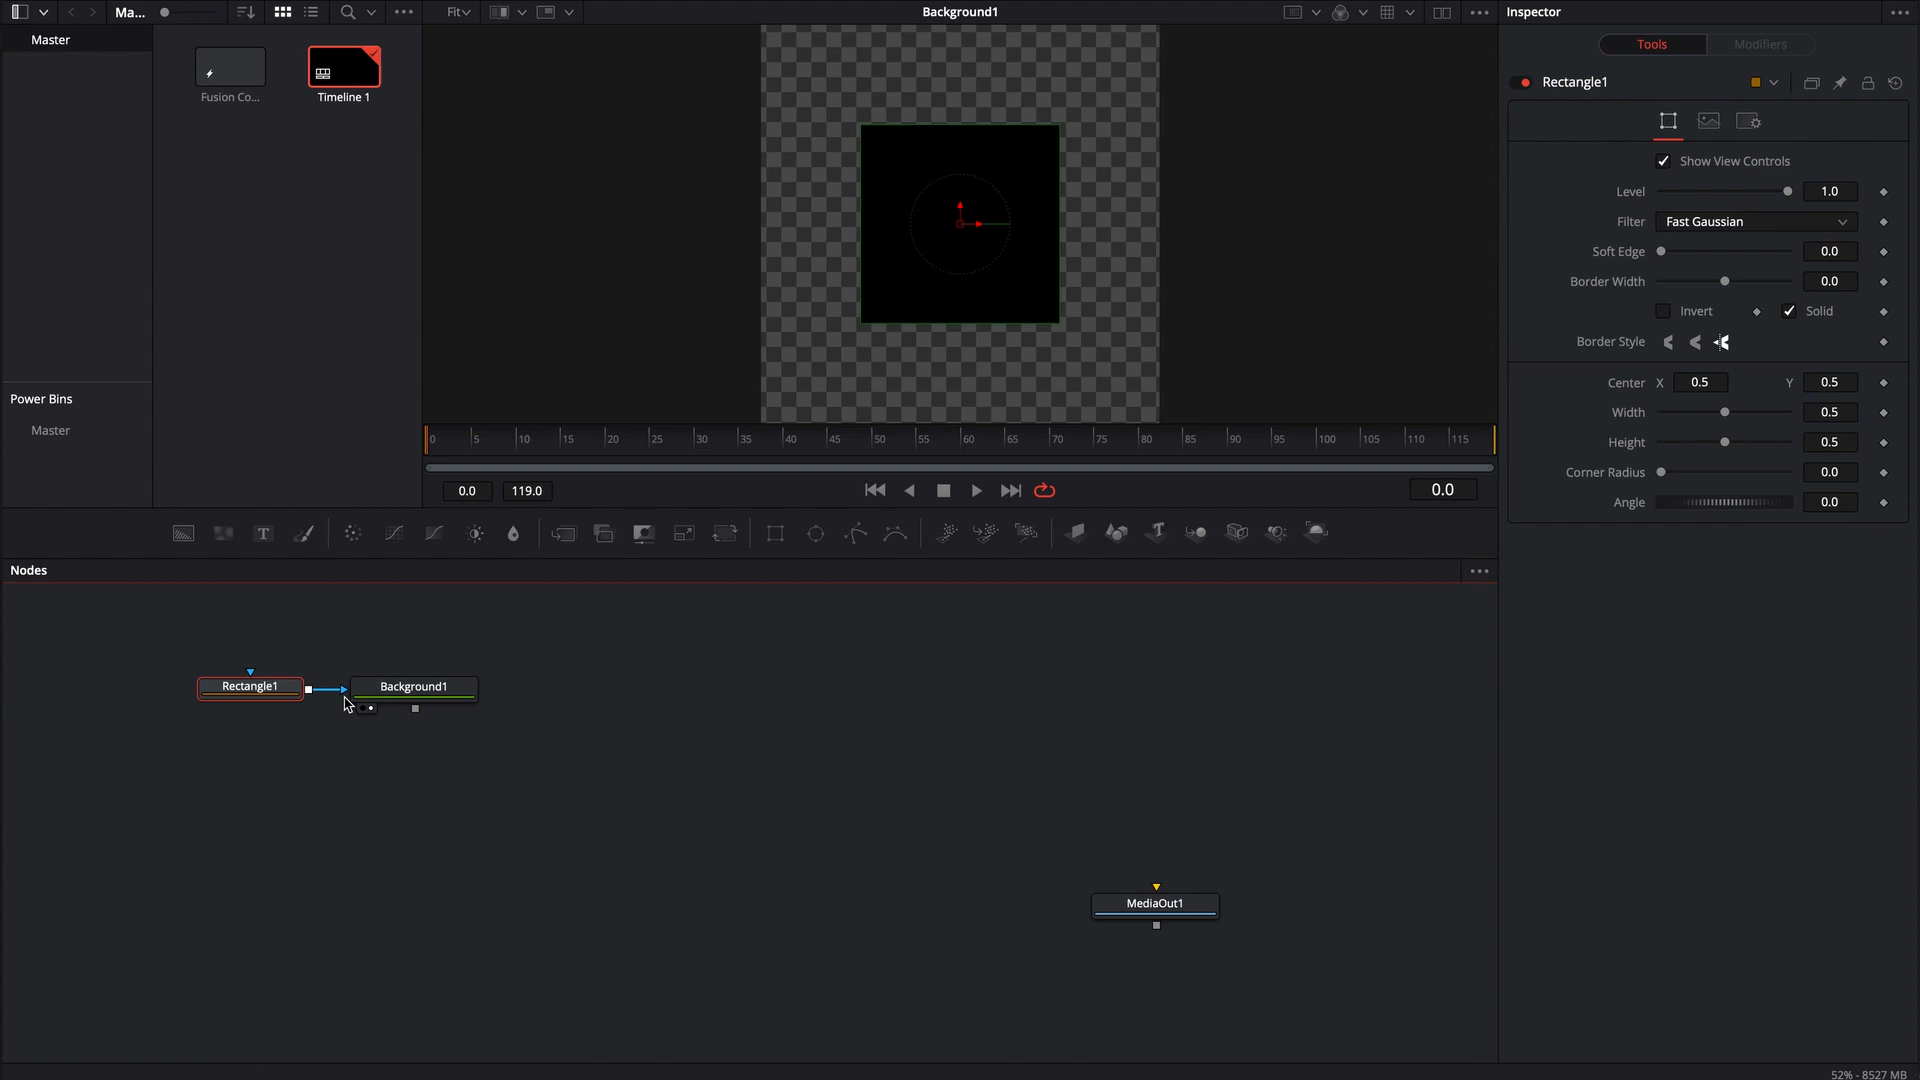 Ma...
Fit
Background1
Inspector
Master
Tools
Modifiers
Rectangle1
Fusion Co...
Timeline 1
Show View Controls
Level
1.0
Filter
Fast Gaussian
Soft Edge
0.0
Border Width
0.0
Invert
Solid
Border Style
Center
X
0.5
Y
0.5
Width
0.5
Height
0.5
Corner Radius
0.0
Angle
0.0
Power Bins
Master
0 5 10 15 20 25 30 35 40 45 50 55 60 65 70 75 80 85 90 95 100 105 110 115
0.0
119.0
0.0
T
T
Nodes
Rectangle1
Background1
MediaOut1
52% - 8527 MB